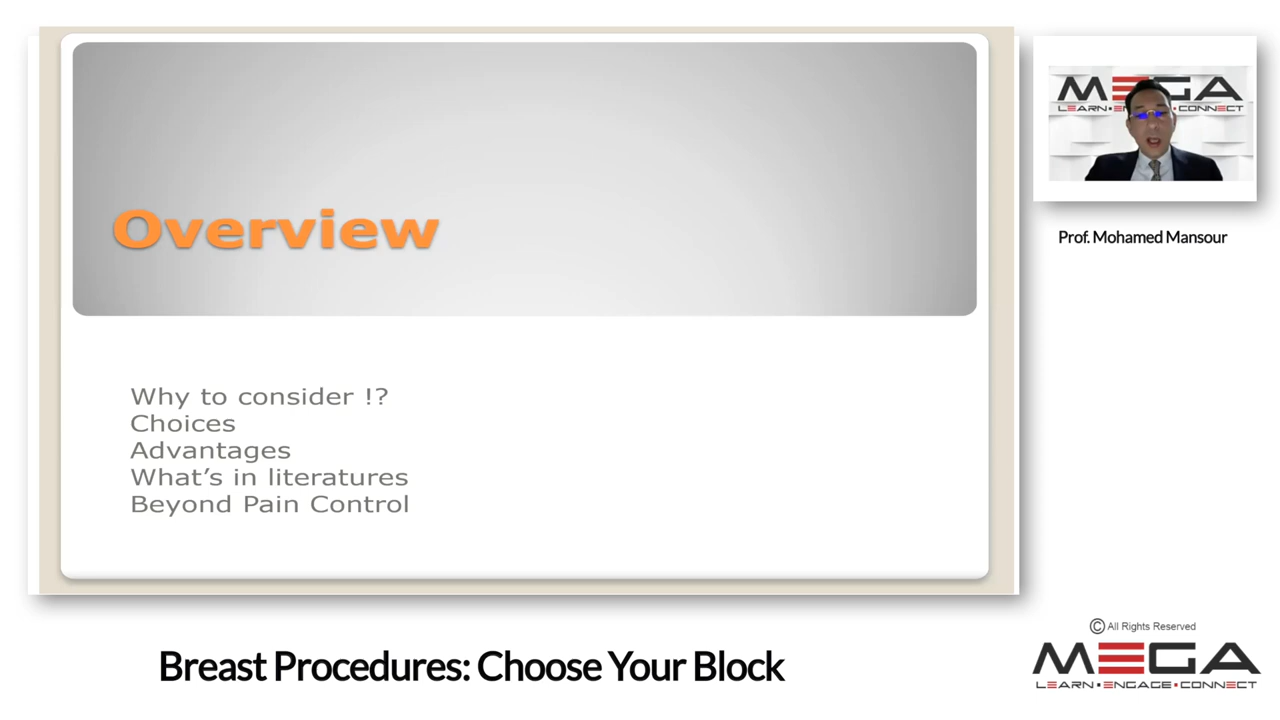 Overview
Why to consider !?
Choices
Advantages
What’s in literatures
Beyond Pain Control
MEGA
LEARN•EN CONNECT
Prof. Mohamed Mansour
Breast Procedures: Choose Your Block
© All Rights Reserved
MEGA
LEARN•ENGAGE•CONNECT